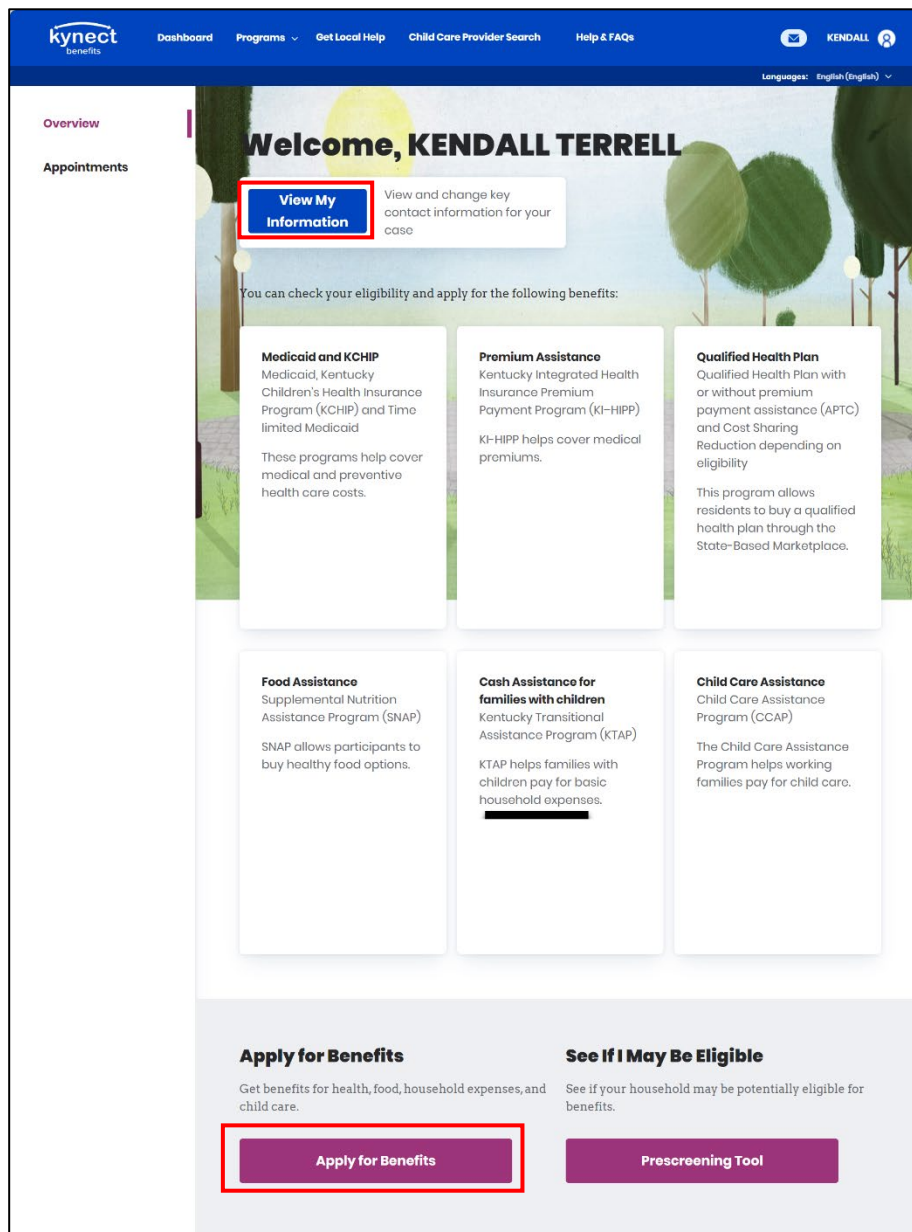 kynect
benefits
Dashboard
Programs
Get Local Help
Child Care Provider Search
Help & FAQs
KENDALL
Languages: English (English)
Overview
Appointments
Welcome, KENDALL TERRELL
View My
Information
View and change key
contact information for your
case
You can check your eligibility and apply for the following benefits:
Medicaid and KCHIP
Medicaid, Kentucky
Children's Health Insurance
Program (KCHIP) and Time
limited Medicaid
These programs help cover
medical and preventive
health care costs.
Premium Assistance
Kentucky Integrated Health
Insurance Premium
Payment Program (KI-HIPP)
KI-HIPP helps cover medical
premiums.
Qualified Health Plan
Qualified Health Plan with
or without premium
payment assistance (APTC)
and Cost Sharing
Reduction depending on
eligibility
This program allows
residents to buy a qualified
health plan through the
State-Based Marketplace.
Food Assistance
Supplemental Nutrition
Assistance Program (SNAP)
SNAP allows participants to
buy healthy food options.
Cash Assistance for
families with children
Kentucky Transitional
Assistance Program (KTAP)
KTAP helps families with
children pay for basic
household expenses.
Child Care Assistance
Child Care Assistance
Program (CCAP)
The Child Care Assistance
Program helps working
families pay for child care.
Apply for Benefits
Get benefits for health, food, household expenses, and
child care.
Apply for Benefits
See If I May Be Eligible
See if your household may be potentially eligible for
benefits.
Prescreening Tool